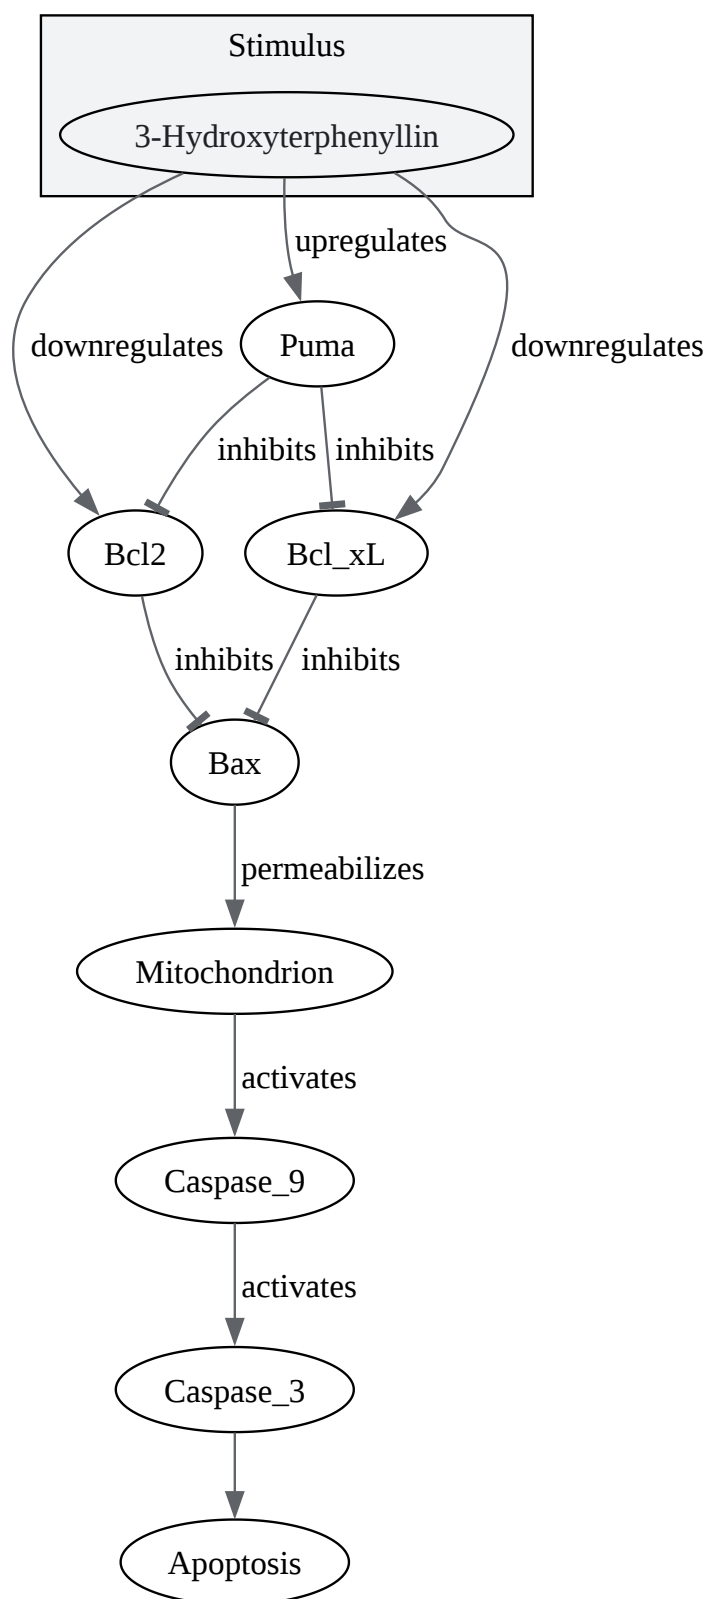 Stimulus
3-Hydroxyterphenyllin
upregulates
downregulates
Puma
downregulates
inhibits
inhibits
Bcl2
Bcl_xL
inhibits
inhibits
Bax
permeabilizes
Mitochondrion
activates
Caspase_9
activates
Caspase_3
Apoptosis